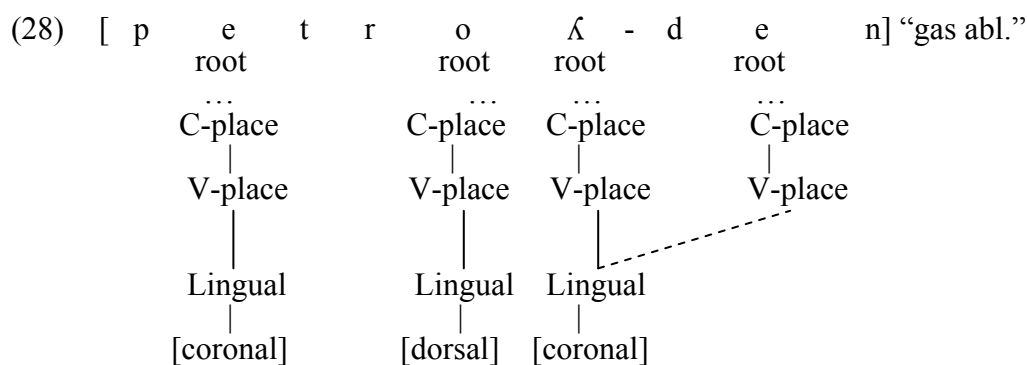 (28) [ p e t r o ʎ - d e n] “gas abl.”
root root root root
… … … …
C-place C-place C-place C-place
V-place V-place V-place V-place
Lingual Lingual Lingual
[coronal] [dorsal] [coronal]